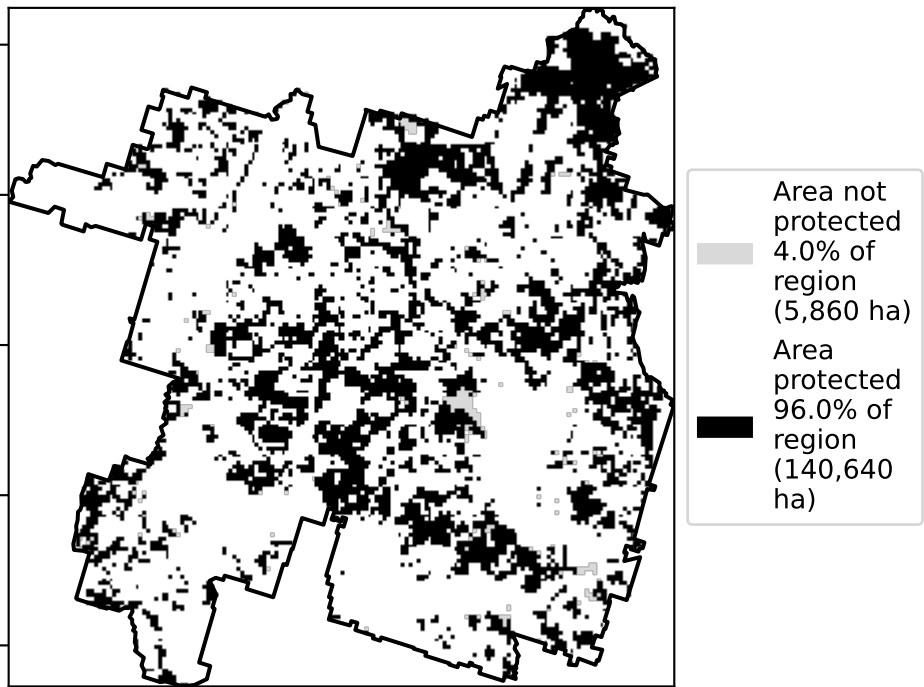 Area not
protected
4.0% of
region
(5,860 ha)
Area
protected
96.0% of
region
(140,640
ha)